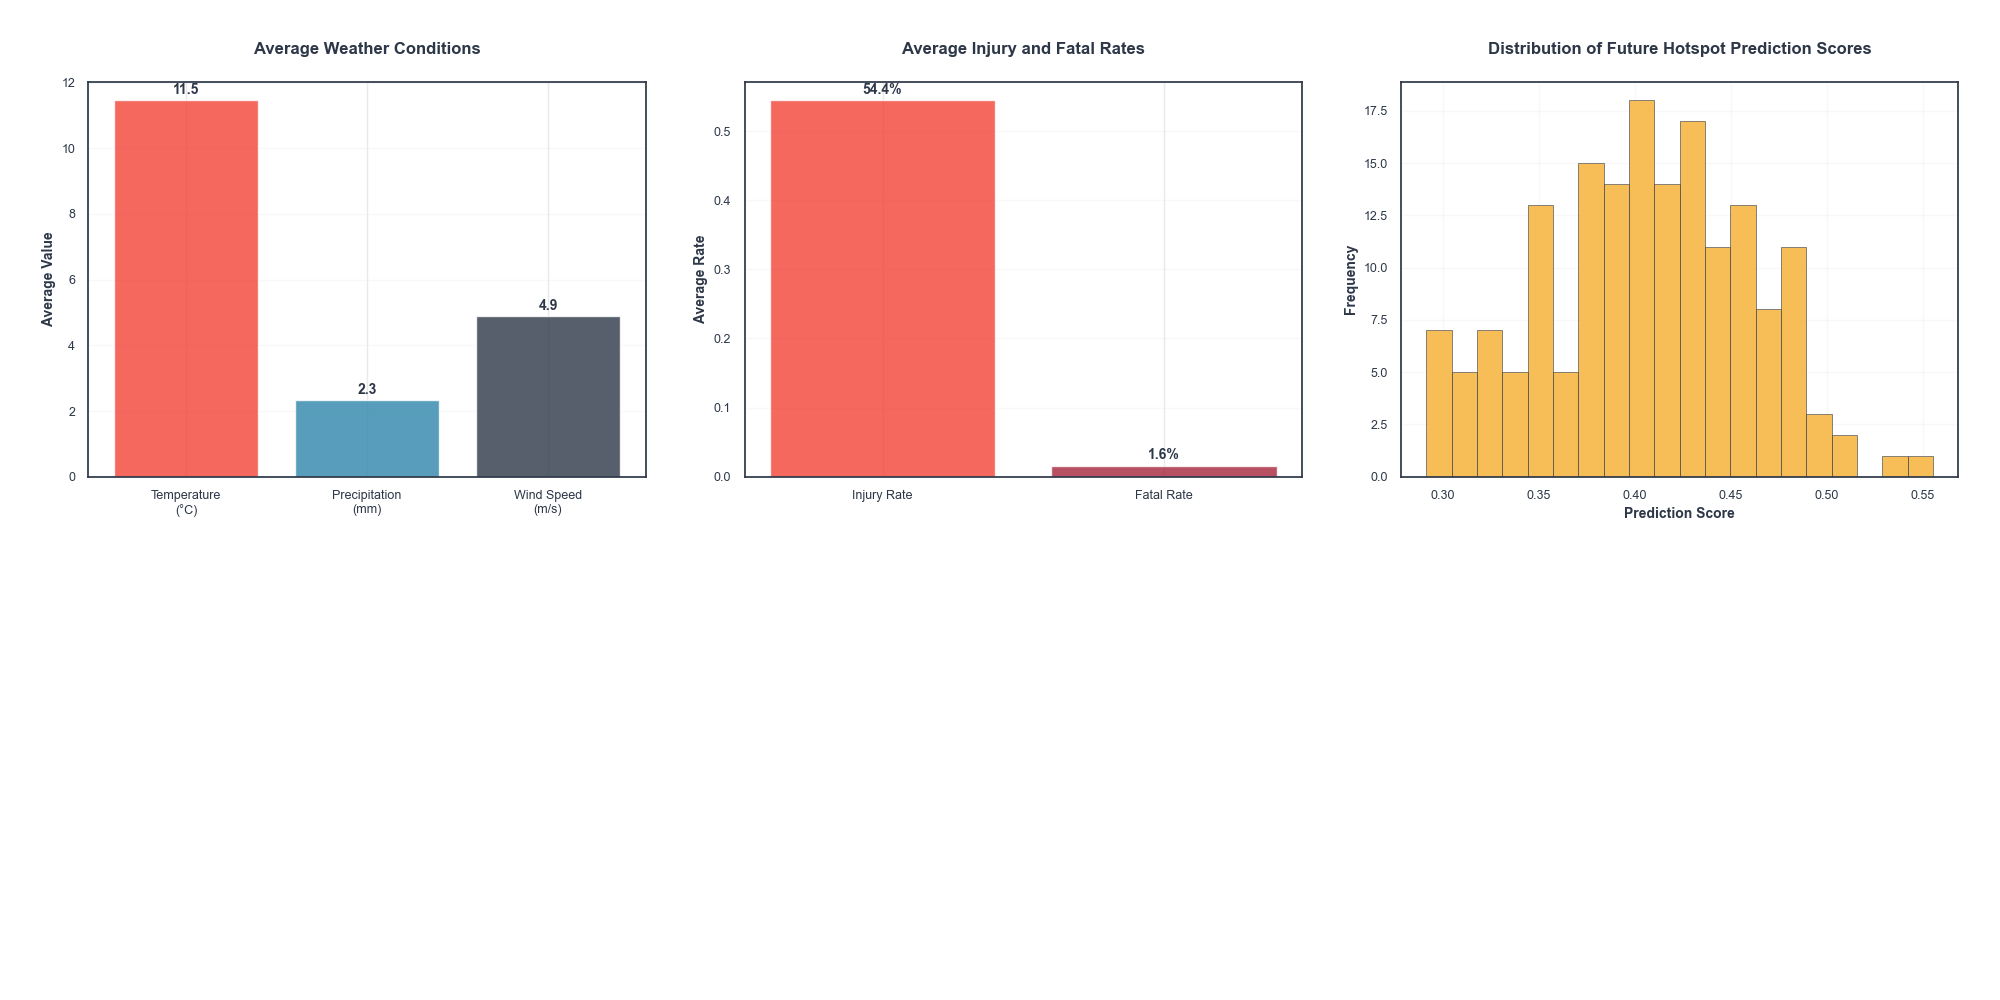 Average Weather Conditions
Average Value
12
10
8
6
4
2
0
11.5
2.3
4.9
Temperature
(°C)
Precipitation
(mm)
Wind Speed
(m/s)
Average Injury and Fatal Rates
Average Rate
0.5
0.4
0.3
0.2
0.1
0.0
54.4%
1.6%
Injury Rate
Fatal Rate
Distribution of Future Hotspot Prediction Scores
Frequency
17.5
15.0
12.5
10.0
7.5
5.0
2.5
0.0
0.30
0.35
0.40
0.45
0.50
0.55
Prediction Score